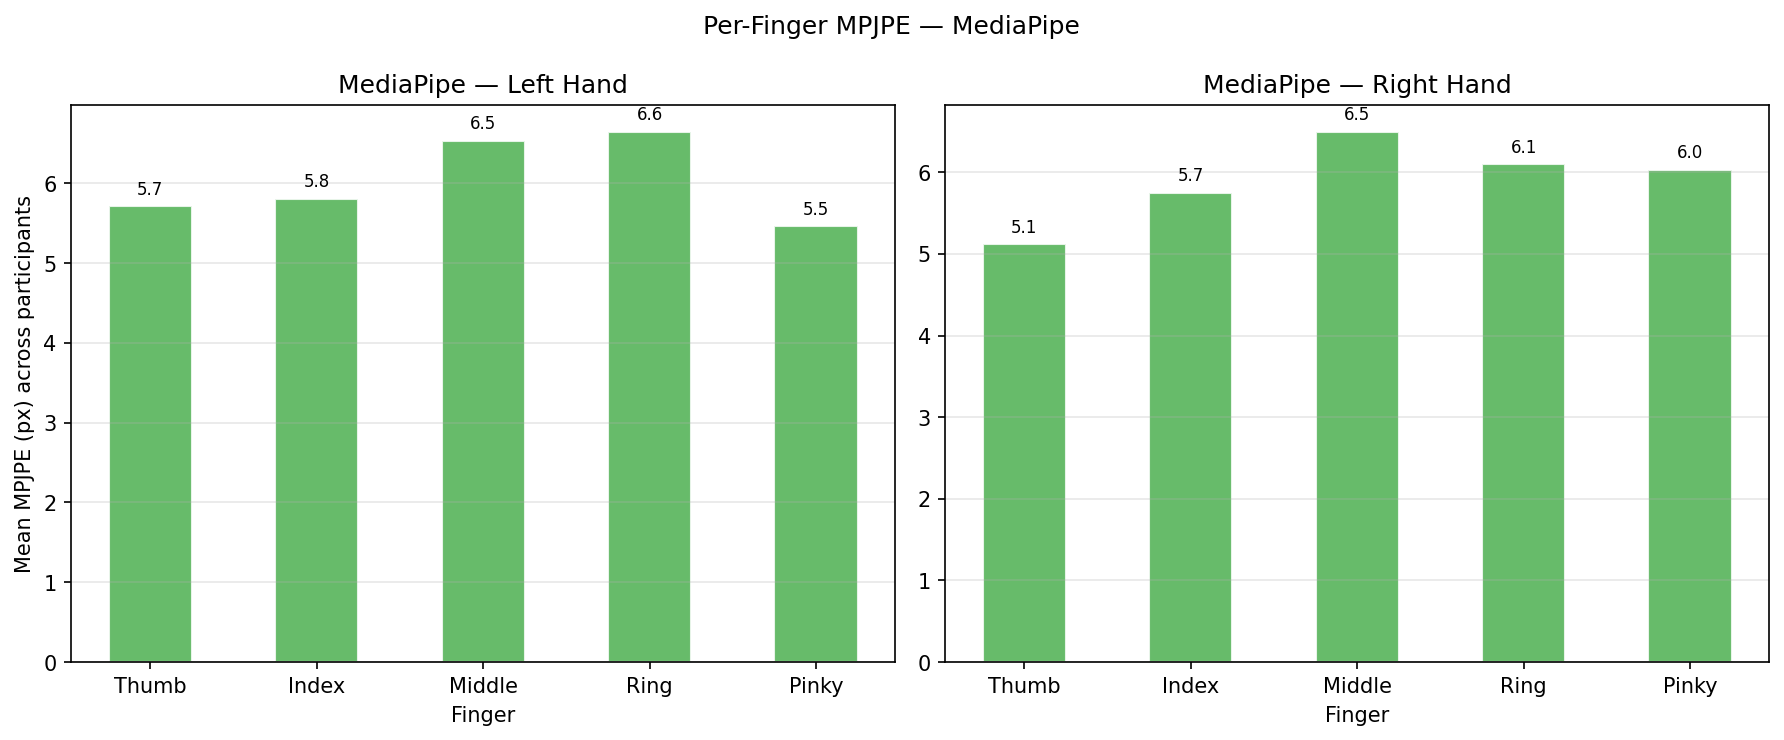 Per-Finger MPJPE — MediaPipe
MediaPipe — Left Hand
Mean MPJPE (px) across participants
6
5
4
3
2
1
0
5.7
5.8
6.5
6.6
5.5
Thumb
Index
Middle
Ring
Pinky
Finger
MediaPipe — Right Hand
6
5
4
3
2
1
0
5.1
5.7
6.5
6.1
6.0
Thumb
Index
Middle
Ring
Pinky
Finger